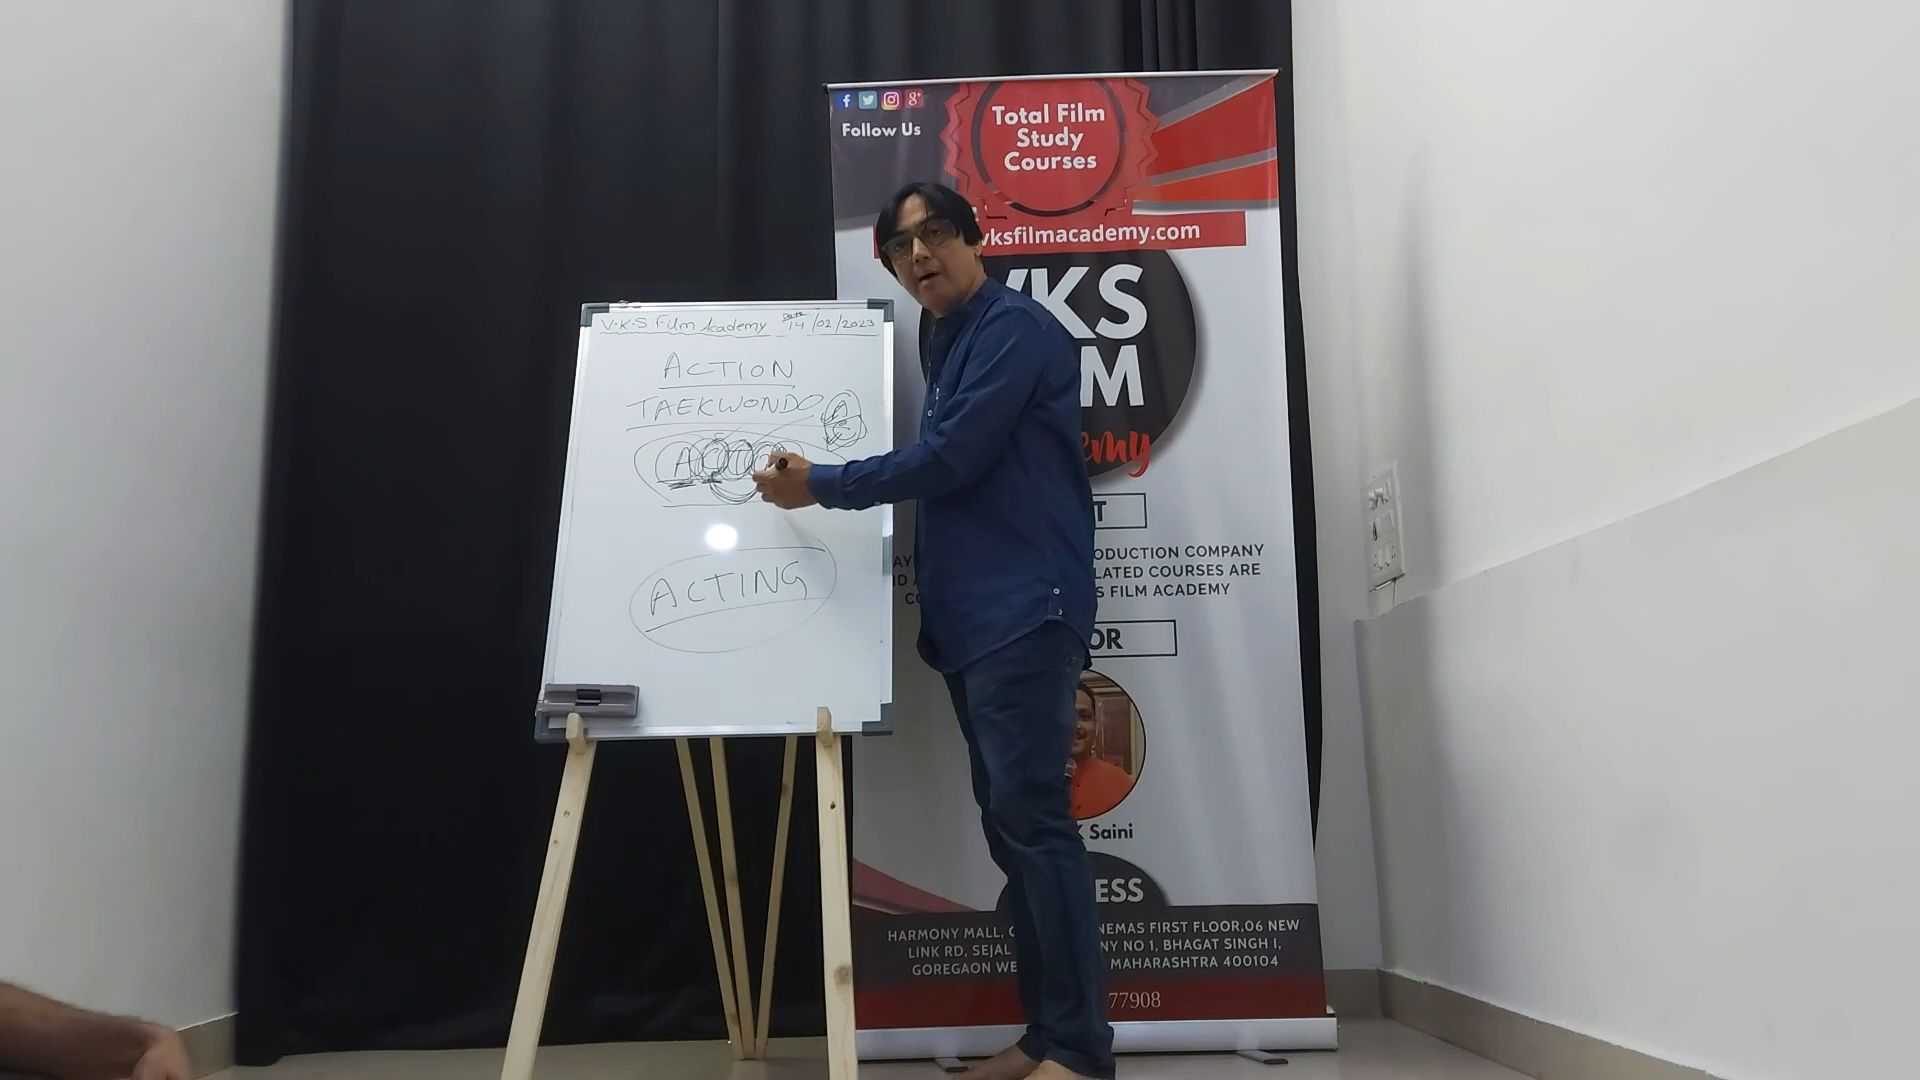 V.K.S Film Academy Date 14/02/2023
ACTION
TAEKWONDO
ACTING
Follow Us
Total Film
Study
Courses
vksfilmacademy.com
VKS
M
emy
T
ODUCTION COMPANY
LATED COURSES ARE
S FILM ACADEMY
OR
K Saini
ESS
HARMONY MALL, NEMAS FIRST FLOOR,06 NEW
LINK RD, SEJAL NY NO 1, BHAGAT SINGH I,
GOREGAON WE MAHARASHTRA 400104
77908